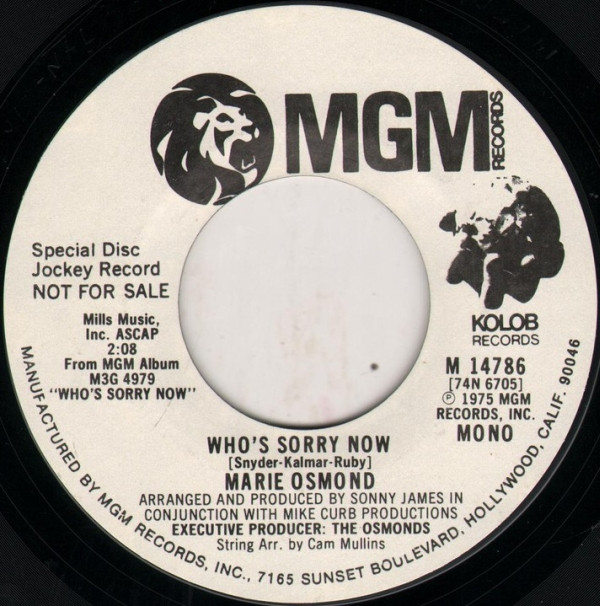 MGM
RECORDS
Special Disc
Jockey Record
NOT FOR SALE
Mills Music,
Inc. ASCAP
2:08
From MGM Album
M3G 4979
"WHO'S SORRY NOW"
KOLOB
RECORDS
M 14786
[74N 6705]
Ⓟ 1975 MGM
RECORDS, INC.
MONO
WHO'S SORRY NOW
[Snyder-Kalmar-Ruby]
MARIE OSMOND
ARRANGED AND PRODUCED BY SONNY JAMES IN
CONJUNCTION WITH MIKE CURB PRODUCTIONS
EXECUTIVE PRODUCER: THE OSMONDS
String Arr. by Cam Mullins
MANUFACTURED BY MGM RECORDS, INC., 7165 SUNSET BOULEVARD, HOLLYWOOD, CALIF. 90046